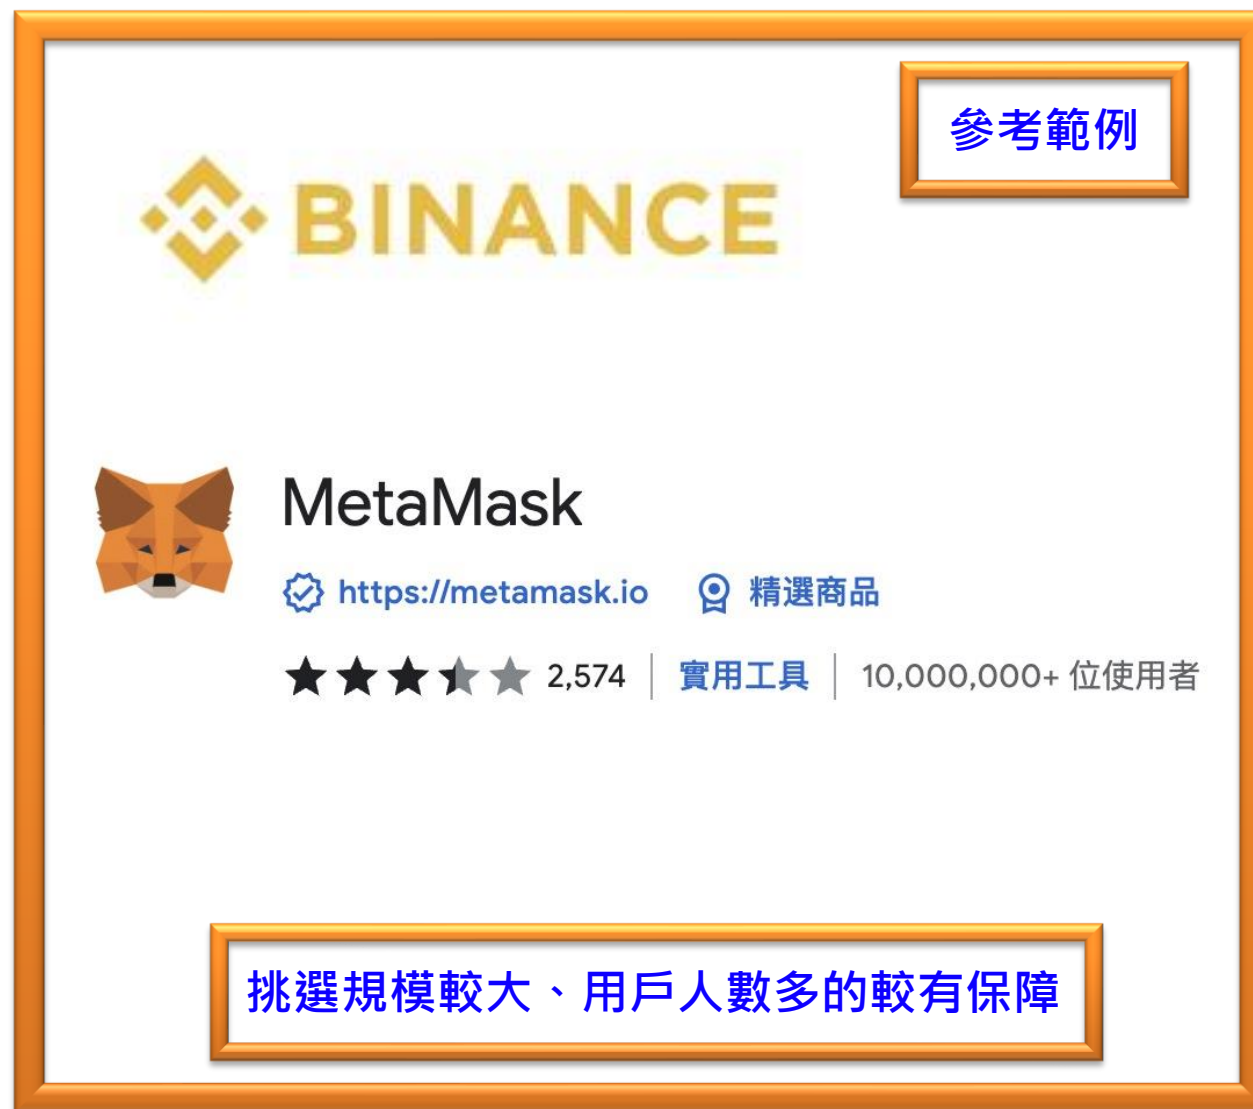 參考範例
BINANCE
MetaMask
https://metamask.io 精選商品
2,574 實用工具 10,000,000+ 位使用者
挑選規模較大、用戶人數多的較有保障